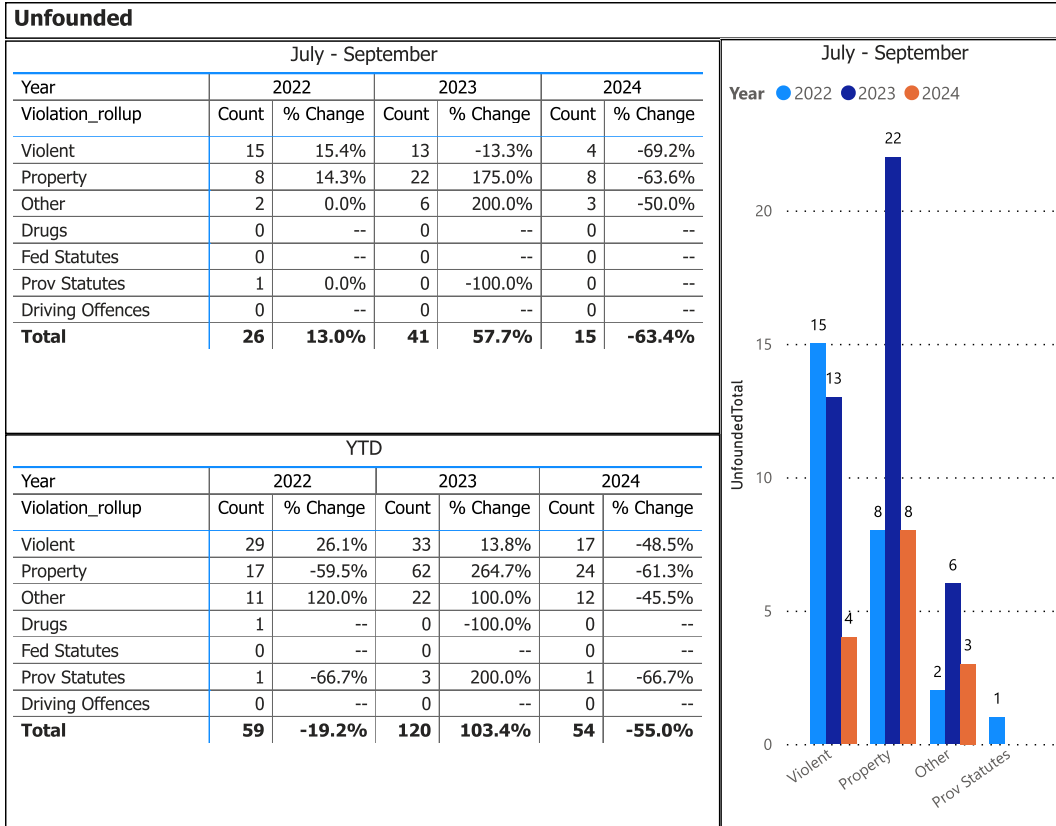 Unfounded
July - September
Year 2022 2023 2024
Violation_rollup Count % Change Count % Change Count % Change
Violent 15 15.4% 13 -13.3% 4 -69.2%
Property 8 14.3% 22 175.0% 8 -63.6%
Other 2 0.0% 6 200.0% 3 -50.0%
Drugs 0 -- 0 -- 0 --
Fed Statutes 0 -- 0 -- 0 --
Prov Statutes 1 0.0% 0 -100.0% 0 --
Driving Offences 0 -- 0 -- 0 --
Total 26 13.0% 41 57.7% 15 -63.4%
YTD
Year 2022 2023 2024
Violation_rollup Count % Change Count % Change Count % Change
Violent 29 26.1% 33 13.8% 17 -48.5%
Property 17 -59.5% 62 264.7% 24 -61.3%
Other 11 120.0% 22 100.0% 12 -45.5%
Drugs 1 -- 0 -100.0% 0 --
Fed Statutes 0 -- 0 -- 0 --
Prov Statutes 1 -66.7% 3 200.0% 1 -66.7%
Driving Offences 0 -- 0 -- 0 --
Total 59 -19.2% 120 103.4% 54 -55.0%
July - September
Year 2022 2023 2024
UnfoundedTotal
20
15
10
5
0
15
13
4
8
22
8
2
6
3
1
Violent
Property
Other
Prov Statutes